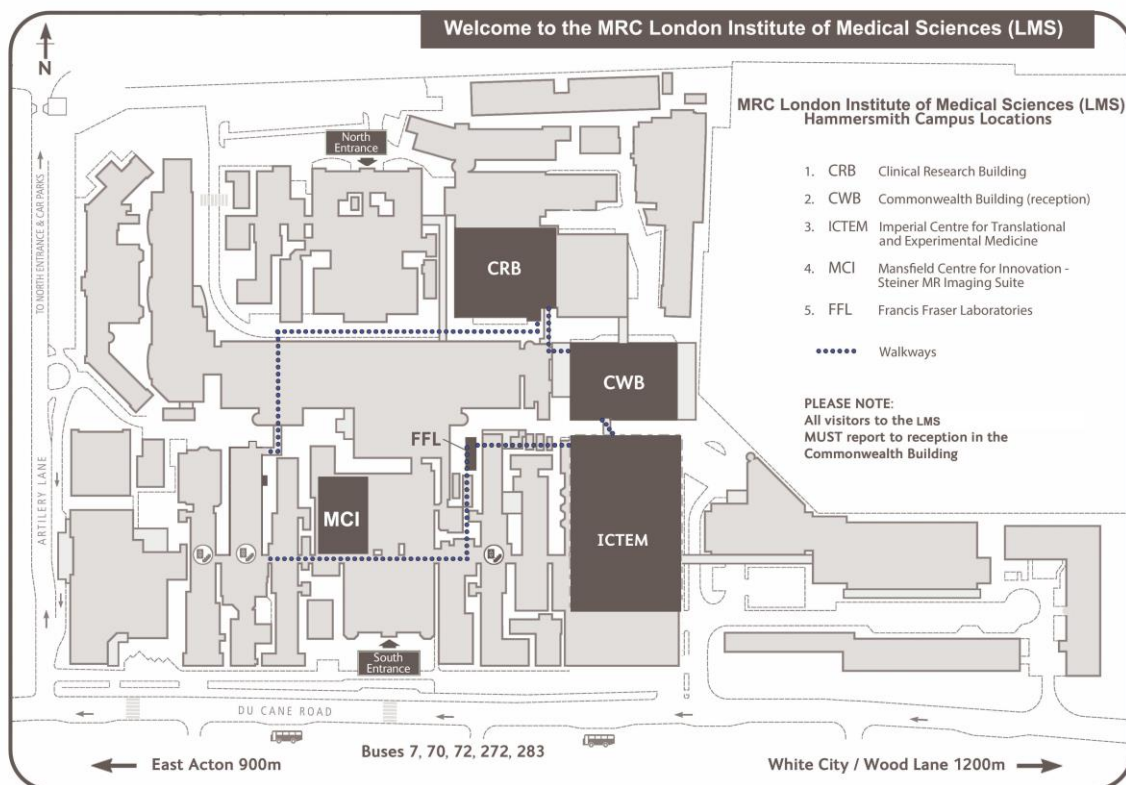 Welcome to the MRC London Institute of Medical Sciences (LMS)
N
MRC London Institute of Medical Sciences (LMS)
Hammersmith Campus Locations
1. CRB Clinical Research Building
2. CWB Commonwealth Building (reception)
3. ICTEM Imperial Centre for Translational
and Experimental Medicine
4. MCI Mansfield Centre for Innovation -
Steiner MR Imaging Suite
5. FFL Francis Fraser Laboratories
Walkways
PLEASE NOTE:
All visitors to the LMS
MUST report to reception in the
Commonwealth Building
North
Entrance
TO NORTH ENTRANCE & CAR PARKS
CRB
CWB
FFL
MCI
ICTEM
ARTILLERY LANE
South
Entrance
DU CANE ROAD
Buses 7, 70, 72, 272, 283
East Acton 900m
White City / Wood Lane 1200m